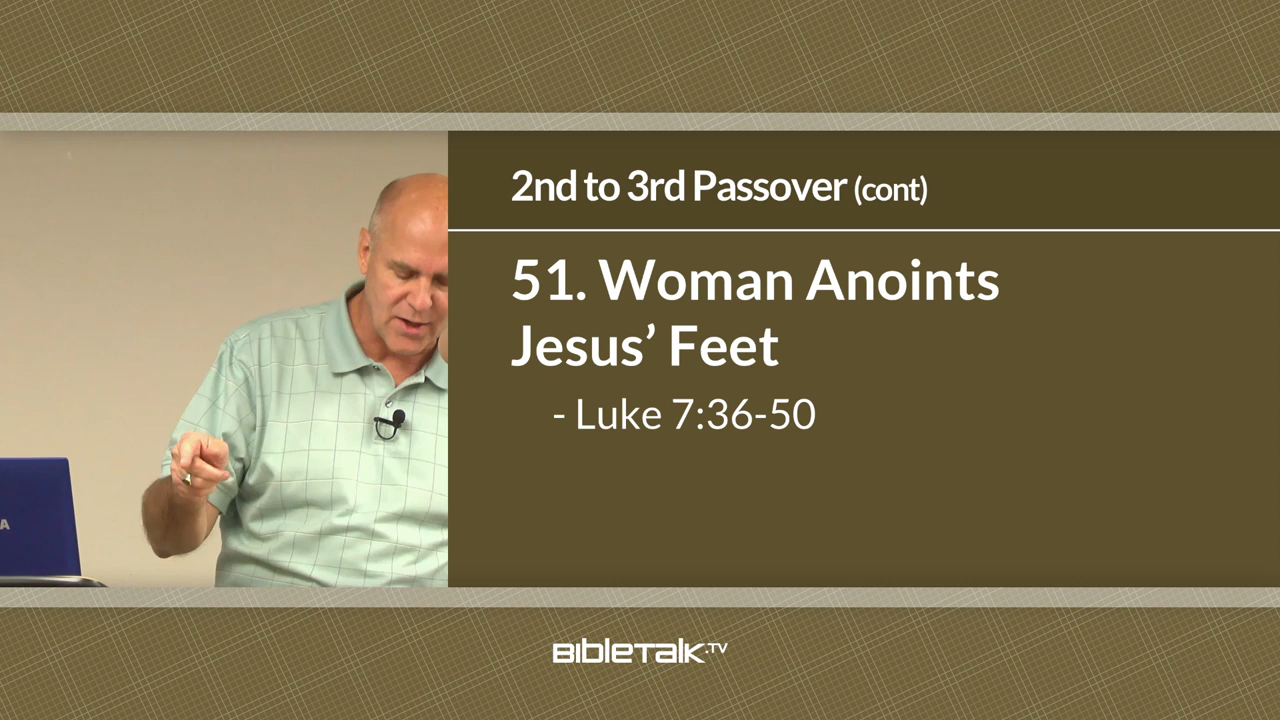 2nd to 3rd Passover (cont)
51. Woman Anoints
Jesus’ Feet
- Luke 7:36-50
A
BIBLETALK.TV